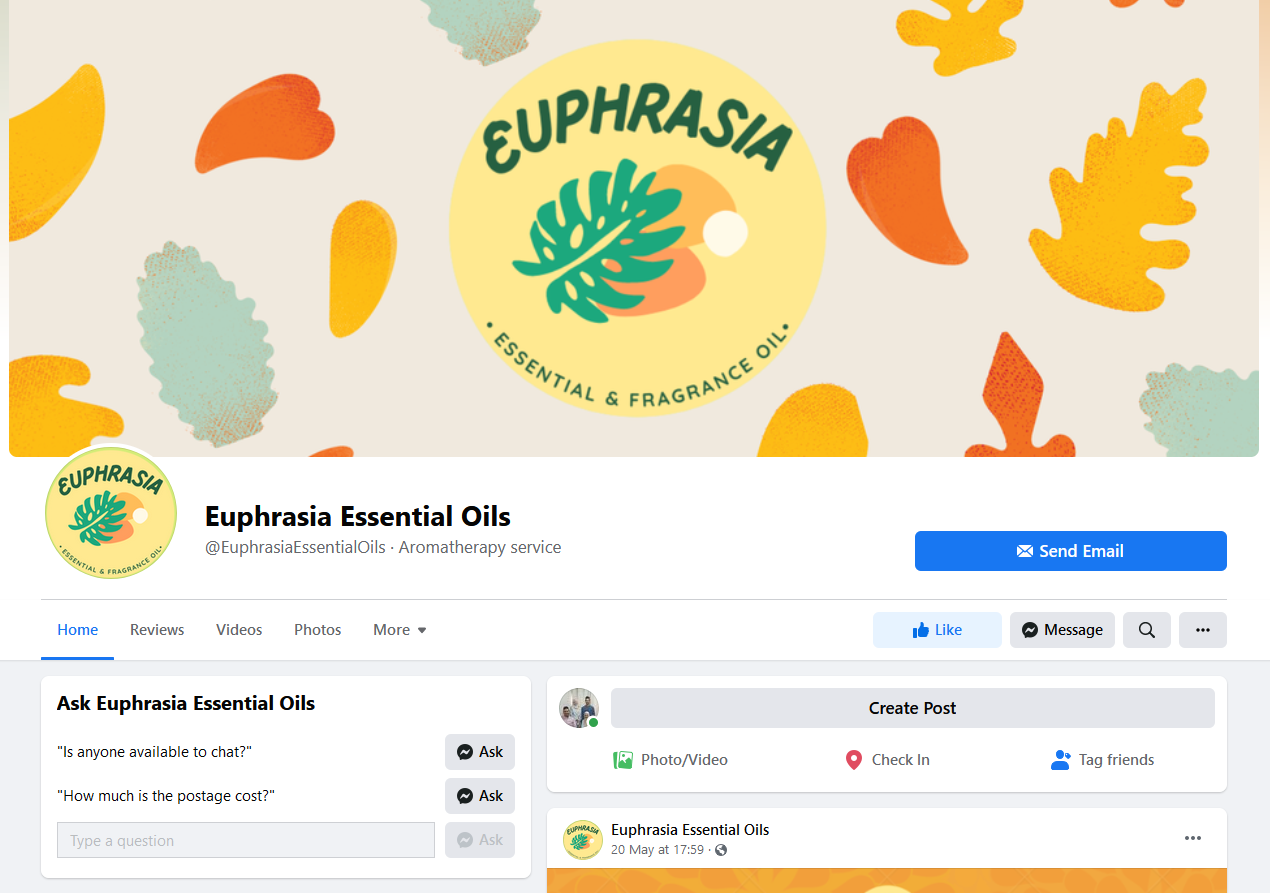 EUPHRASIA
• ESSENTIAL & FRAGRANCE OIL •
EUPHRASIA
• ESSENTIAL & FRAGRANCE OIL •
Euphrasia Essential Oils
@EuphrasiaEssentialOils · Aromatherapy service
Send Email
Home Reviews Videos Photos More
Like Message
Ask Euphrasia Essential Oils
"Is anyone available to chat?" Ask
"How much is the postage cost?" Ask
Type a question Ask
Create Post
Photo/Video Check In Tag friends
EUPHRASIA
Euphrasia Essential Oils
20 May at 17:59 ·